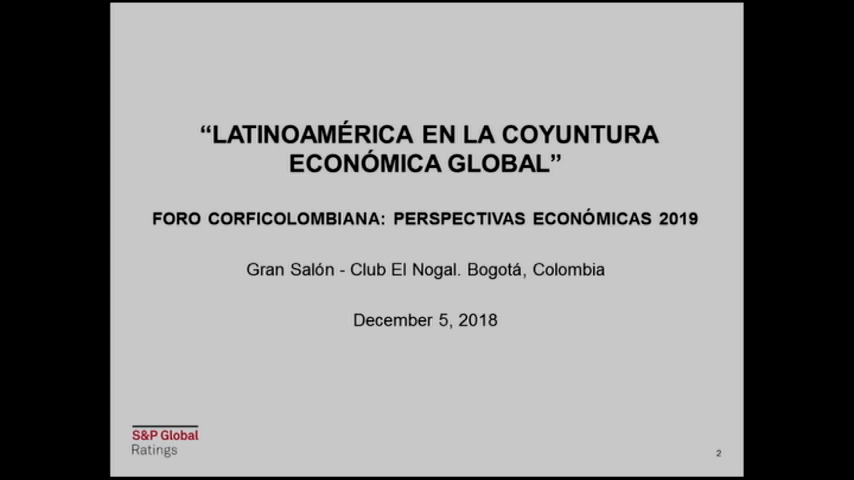 “LATINOAMÉRICA EN LA COYUNTURA
ECONÓMICA GLOBAL”
FORO CORFICOLOMBIANA: PERSPECTIVAS ECONÓMICAS 2019
Gran Salón - Club El Nogal. Bogotá, Colombia
December 5, 2018
S&P Global
Ratings
2